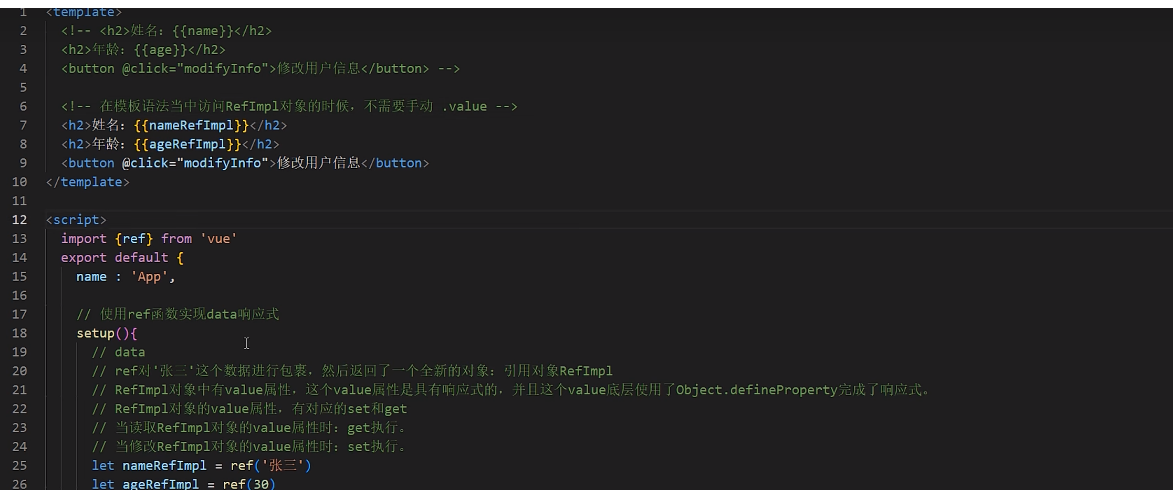 1 <template>
2 <!-- <h2>姓名：{{name}}</h2>
3 <h2>年龄：{{age}}</h2>
4 <button @click="modifyInfo">修改用户信息</button> -->
5
6 <!-- 在模板语法当中访问RefImpl对象的时候，不需要手动 .value -->
7 <h2>姓名：{{nameRefImpl}}</h2>
8 <h2>年龄：{{ageRefImpl}}</h2>
9 <button @click="modifyInfo">修改用户信息</button>
10 </template>
11
12 <script>
13 import {ref} from 'vue'
14 export default {
15 name : 'App',
16
17 // 使用ref函数实现data响应式
18 setup(){
19 // data
20 // ref对'张三'这个数据进行包裹，然后返回了一个全新的对象：引用对象RefImpl
21 // RefImpl对象中有value属性，这个value属性是具有响应式的，并且这个value底层使用了Object.defineProperty完成了响应式。
22 // RefImpl对象的value属性，有对应的set和get
23 // 当读取RefImpl对象的value属性时：get执行。
24 // 当修改RefImpl对象的value属性时：set执行。
25 let nameRefImpl = ref('张三')
26 let ageRefImpl = ref(30)